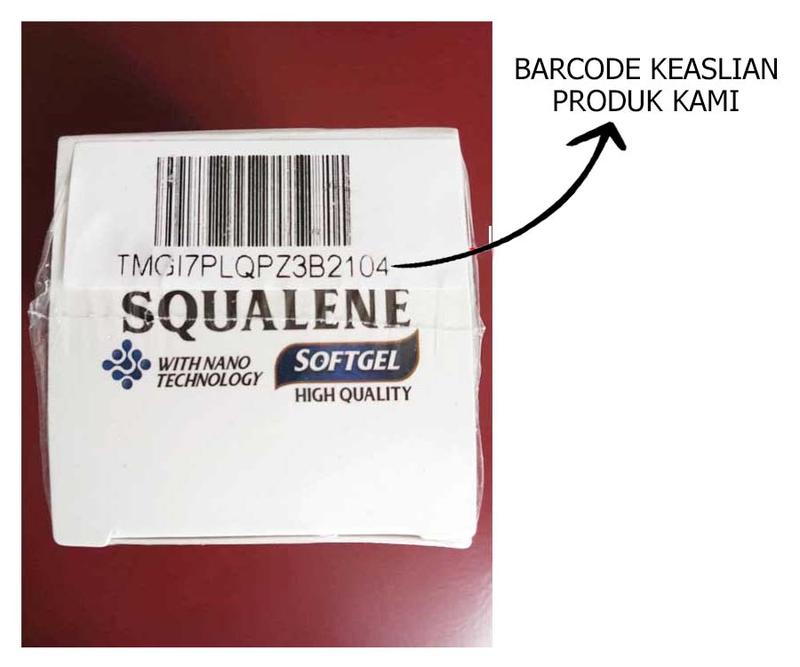 BARCODE KEASLIAN
PRODUK KAMI
TMGI7PLQPZ3B2104
SQUALENE
WITH NANO
TECHNOLOGY
SOFTGEL
HIGH QUALITY